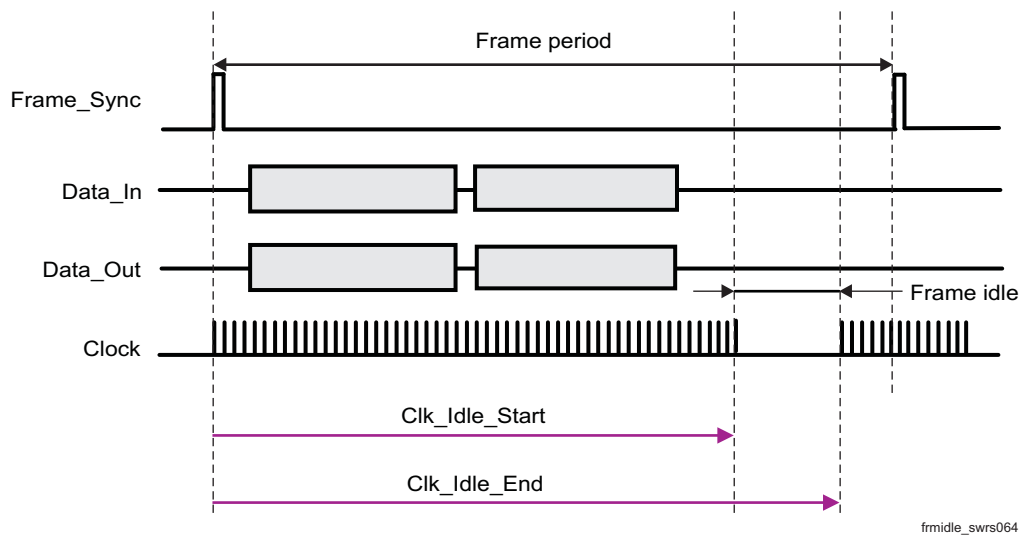 Frame period
Frame_Sync
Data_In
Data_Out
Frame idle
Clock
Clk_Idle_Start
Clk_Idle_End
frmidle_swrs064